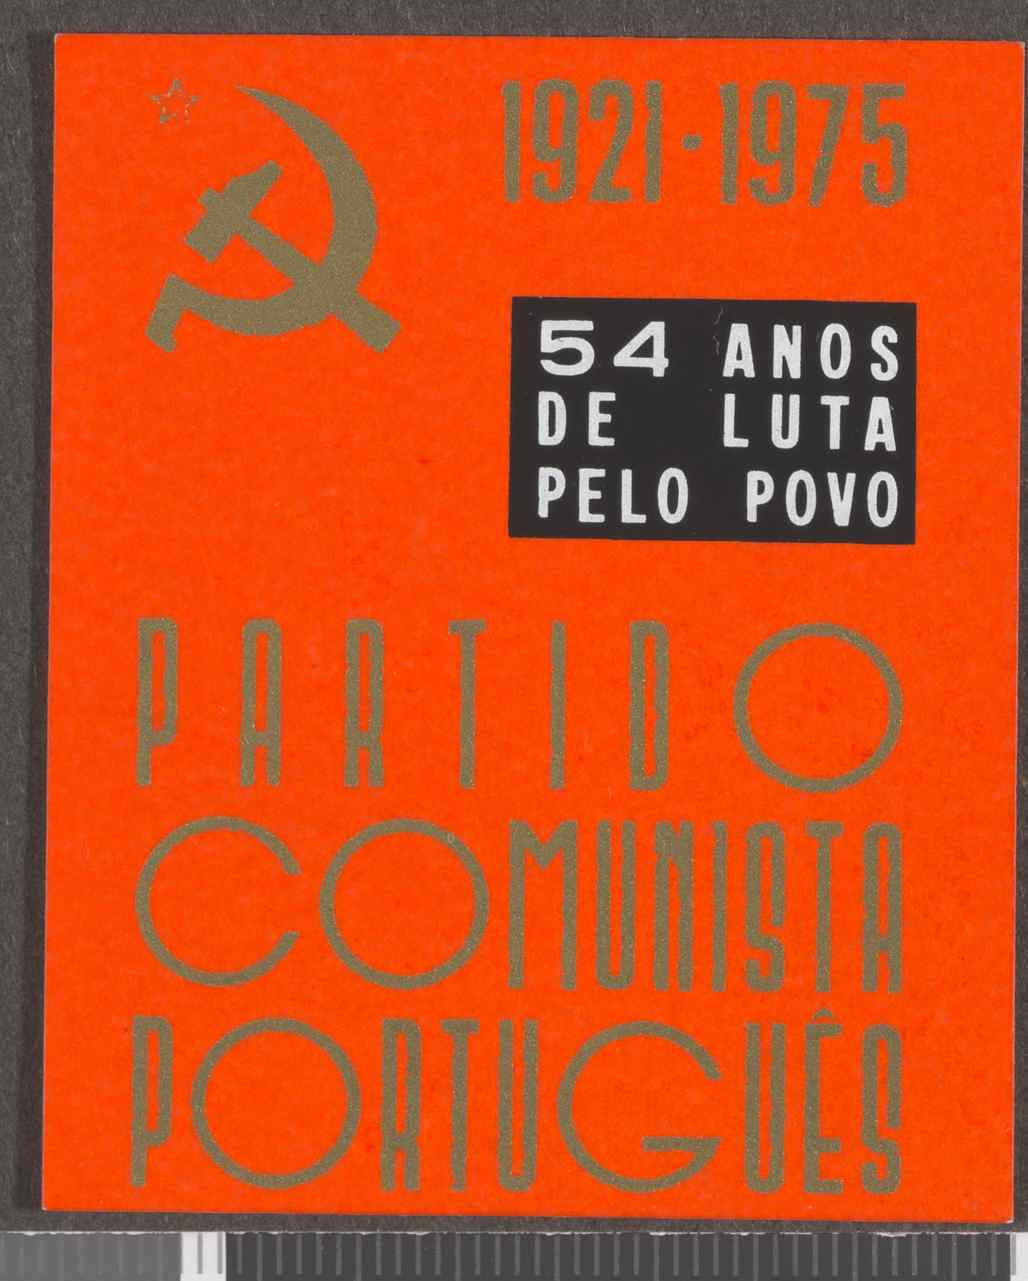 1921·1975
54 ANOS
DE LUTA
PELO POVO
PARTIDO
COMUNISTA
PORTUGUÊS